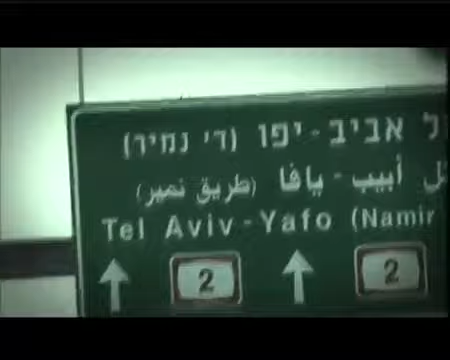 ל אביב - יפו (ד' נמיר)
ل أبيب - يافا (طريق نمير)
Tel Aviv - Yafo (Namir
2 2